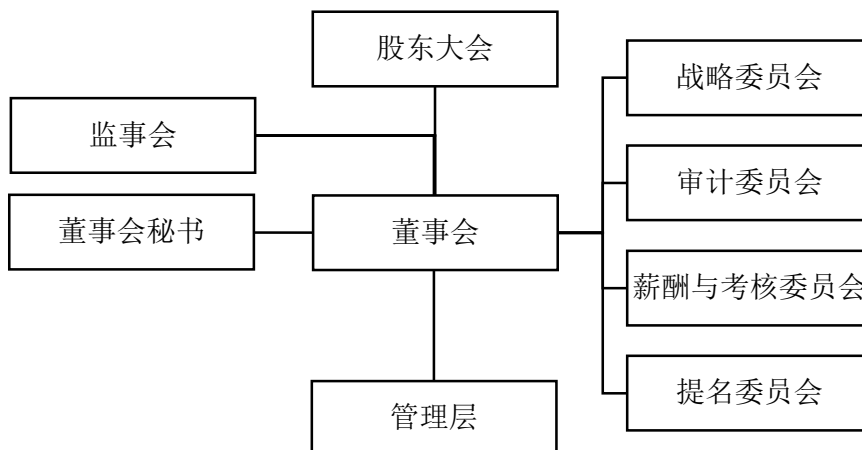 股东大会
战略委员会
监事会
审计委员会
董事会秘书
董事会
薪酬与考核委员会
提名委员会
管理层